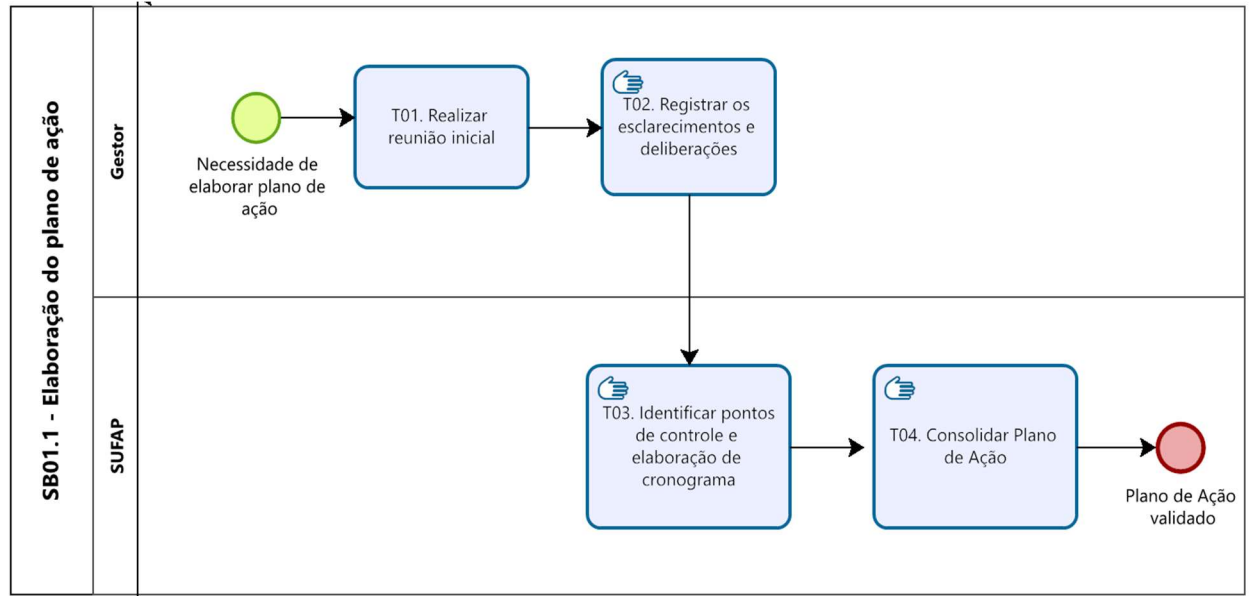 SB01.1 - Elaboração do plano de ação
Gestor
Necessidade de
elaborar plano de
ação
T01. Realizar
reunião inicial
T02. Registrar os
esclarecimentos e
deliberações
SUFAP
T03. Identificar pontos
de controle e
elaboração de
cronograma
T04. Consolidar Plano
de Ação
Plano de Ação
validado